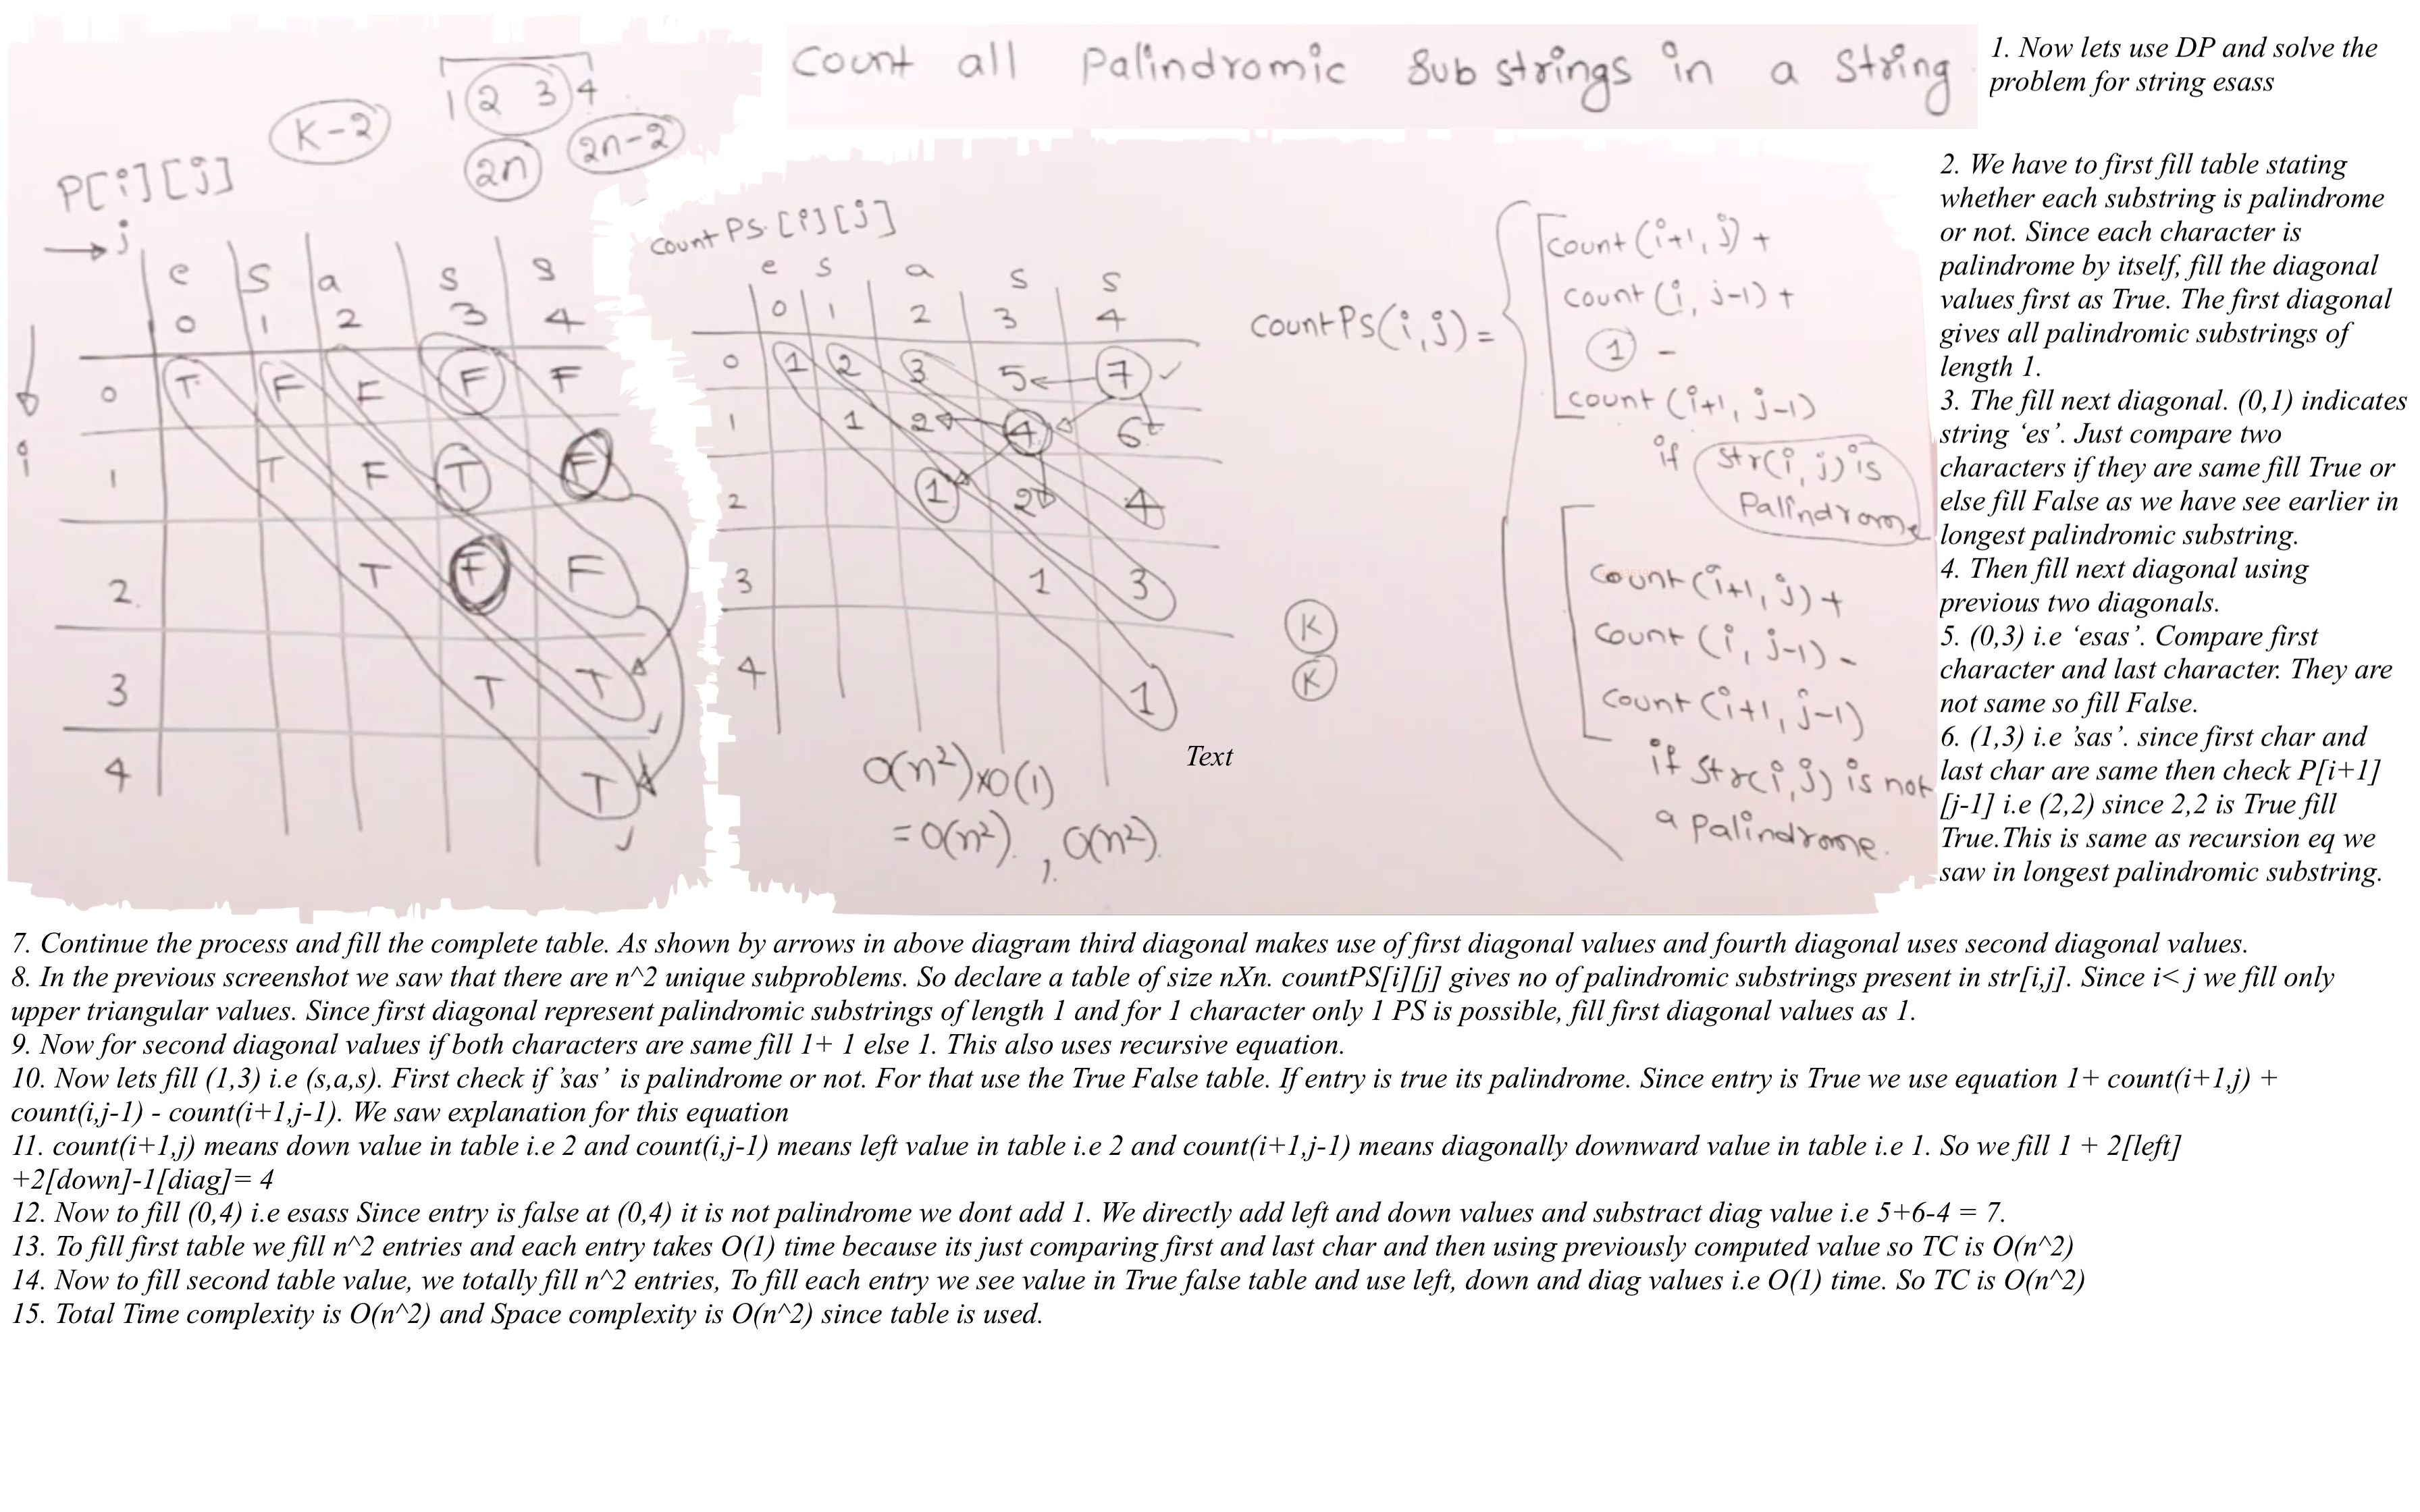 Count all Palindromic Substrings in a String
1. Now lets use DP and solve the
problem for string esass
K-2
1 2 3 4
2n
2n-2
P[i][j]
j
e s a s s
0 1 2 3 4
i
0 T F F F F
1 T F T F
2 T F F
3 T T
4 T
countPS[i][j]
e s a s s
0 1 2 3 4
0 1 2 3 5 7
1 1 2 4 6
2 1 2 4
3 1 3
4 1
O(n²)xO(1)
= O(n²). , O(n²).
Text
K
K
countPS(i,j) =
count(i+1, j) +
count(i, j-1) +
1 -
count(i+1, j-1)
if str(i, j) is
Palindrome
count(i+1, j) +
count(i, j-1) -
count(i+1, j-1)
if str(i,j) is not
a palindrome.
2. We have to first fill table stating
whether each substring is palindrome
or not. Since each character is
palindrome by itself, fill the diagonal
values first as True. The first diagonal
gives all palindromic substrings of
length 1.
3. The fill next diagonal. (0,1) indicates
string ‘es’. Just compare two
characters if they are same fill True or
else fill False as we have see earlier in
longest palindromic substring.
4. Then fill next diagonal using
previous two diagonals.
5. (0,3) i.e ‘esas’. Compare first
character and last character. They are
not same so fill False.
6. (1,3) i.e ’sas’. since first char and
last char are same then check P[i+1]
[j-1] i.e (2,2) since 2,2 is True fill
True.This is same as recursion eq we
saw in longest palindromic substring.
7. Continue the process and fill the complete table. As shown by arrows in above diagram third diagonal makes use of first diagonal values and fourth diagonal uses second diagonal values.
8. In the previous screenshot we saw that there are n^2 unique subproblems. So declare a table of size nXn. countPS[i][j] gives no of palindromic substrings present in str[i,j]. Since i< j we fill only
upper triangular values. Since first diagonal represent palindromic substrings of length 1 and for 1 character only 1 PS is possible, fill first diagonal values as 1.
9. Now for second diagonal values if both characters are same fill 1+ 1 else 1. This also uses recursive equation.
10. Now lets fill (1,3) i.e (s,a,s). First check if ’sas’ is palindrome or not. For that use the True False table. If entry is true its palindrome. Since entry is True we use equation 1+ count(i+1,j) +
count(i,j-1) - count(i+1,j-1). We saw explanation for this equation
11. count(i+1,j) means down value in table i.e 2 and count(i,j-1) means left value in table i.e 2 and count(i+1,j-1) means diagonally downward value in table i.e 1. So we fill 1 + 2[left]
+2[down]-1[diag]= 4
12. Now to fill (0,4) i.e esass Since entry is false at (0,4) it is not palindrome we dont add 1. We directly add left and down values and substract diag value i.e 5+6-4 = 7.
13. To fill first table we fill n^2 entries and each entry takes O(1) time because its just comparing first and last char and then using previously computed value so TC is O(n^2)
14. Now to fill second table value, we totally fill n^2 entries, To fill each entry we see value in True false table and use left, down and diag values i.e O(1) time. So TC is O(n^2)
15. Total Time complexity is O(n^2) and Space complexity is O(n^2) since table is used.